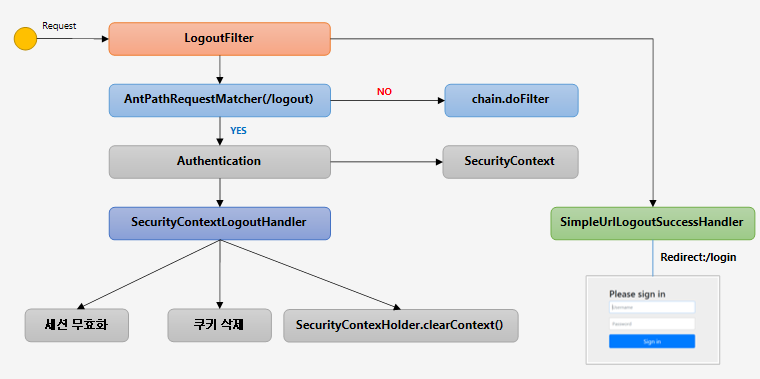 Request
LogoutFilter
AntPathRequestMatcher(/logout)
NO
chain.doFilter
YES
Authentication
SecurityContext
SecurityContextLogoutHandler
SimpleUrlLogoutSuccessHandler
Redirect:/login
세션 무효화
쿠키 삭제
SecurityContexHolder.clearContext()
Please sign in
Username
Password
Sign in